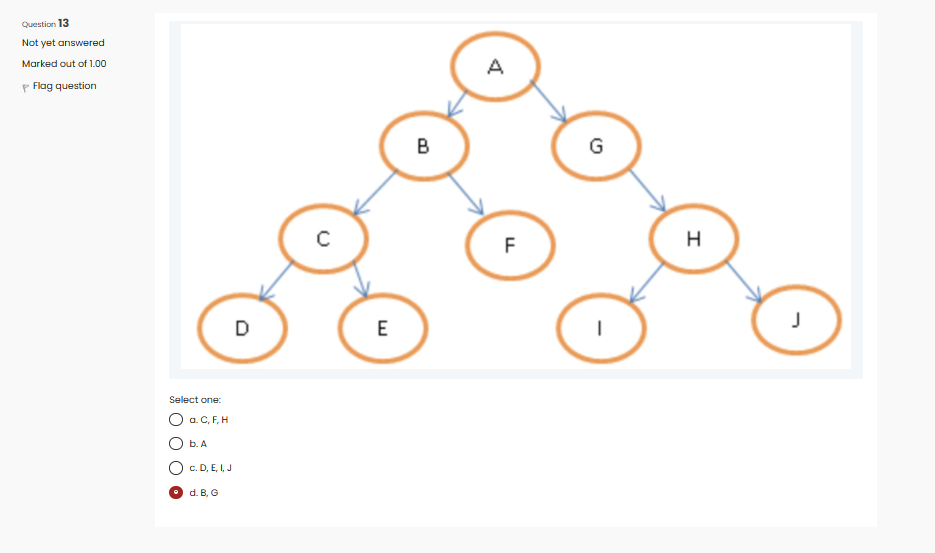 Question 13
Not yet answered
Marked out of 1.00
Flag question
A
B
G
C
F
H
D
E
I
J
Select one:
a. C, F, H
b. A
c. D, E, I, J
d. B, G